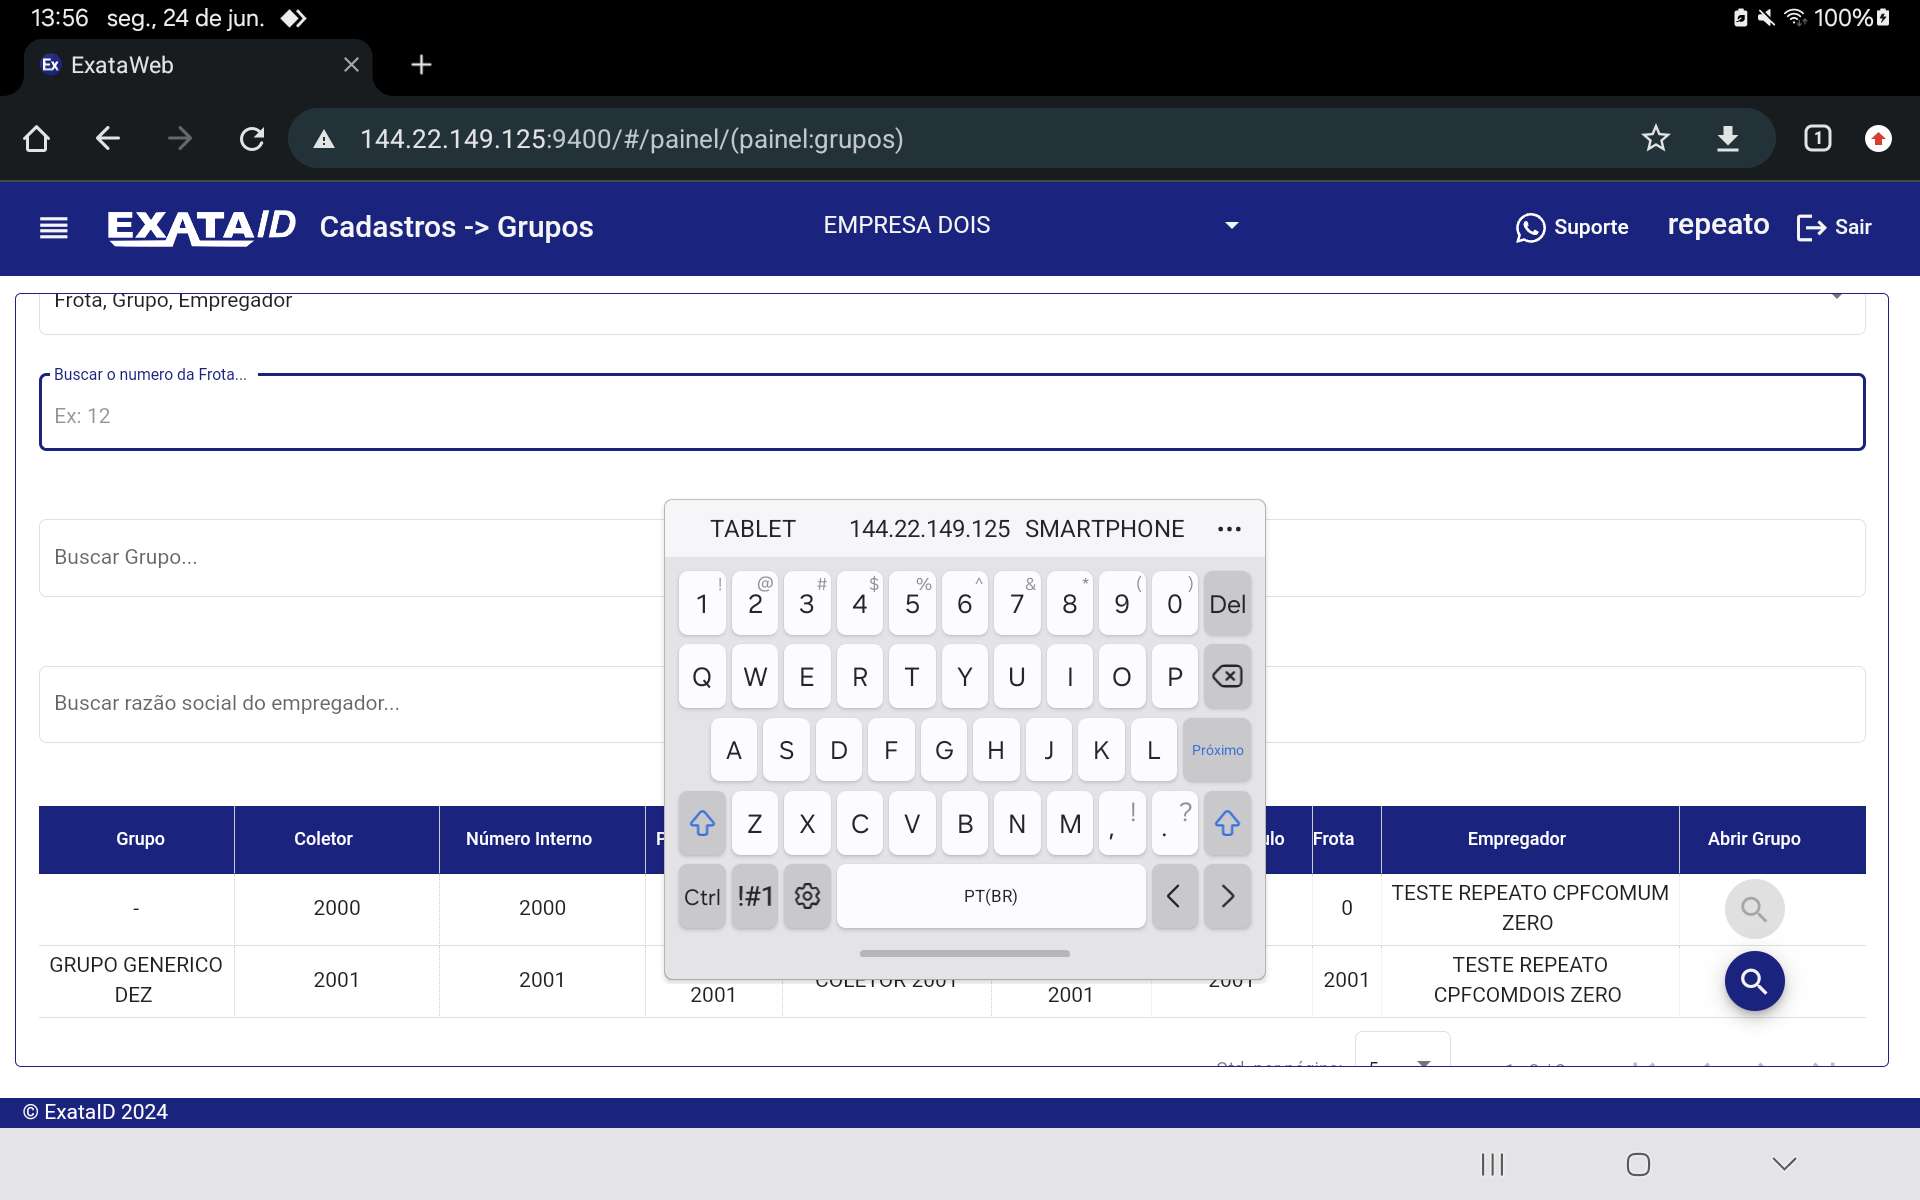 13:56 seg., 24 de jun.
100%
Ex ExataWeb
144.22.149.125:9400/#/painel/(painel:grupos)
1
EXATA/ID Cadastros -> Grupos EMPRESA DOIS Suporte repeato Sair
Frota, Grupo, Empregador
Buscar o numero da Frota...
Ex: 12
Buscar Grupo...
Buscar razão social do empregador...
TABLET 144.22.149.125 SMARTPHONE ...
! @ # $ % ^ & * ( )
1 2 3 4 5 6 7 8 9 0 Del
Q W E R T Y U I O P
A S D F G H J K L Próximo
Z X C V B N M , ! . ?
Ctrl !#1 PT(BR) < >
Grupo Coletor Número Interno Frota Empregador Abrir Grupo
- 2000 2000 0 TESTE REPEATO CPFCOMUM
ZERO
GRUPO GENERICO
DEZ 2001 2001 2001 COLETOR 2001 2001 2001 2001 TESTE REPEATO
CPFCOMDOIS ZERO
© ExataID 2024